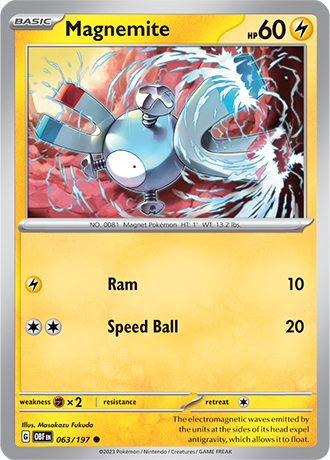 BASIC
Magnemite HP 60
NO. 0081 Magnet Pokémon HT: 1' WT: 13.2 lbs.
Ram 10
Speed Ball 20
weakness ×2 resistance retreat
Illus. Masakazu Fukuda
G OBF EN 063/197
The electromagnetic waves emitted by
the units at the sides of its head expel
antigravity, which allows it to float.
©2023 Pokémon / Nintendo / Creatures / GAME FREAK